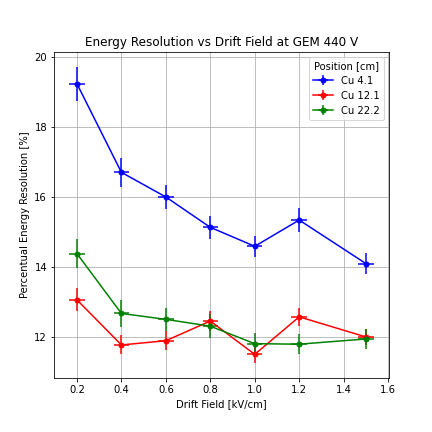 Energy Resolution vs Drift Field at GEM 440 V
Position [cm]
Cu 4.1
Cu 12.1
Cu 22.2
Percentual Energy Resolution [%]
20
18
16
14
12
0.2 0.4 0.6 0.8 1.0 1.2 1.4 1.6
Drift Field [kV/cm]